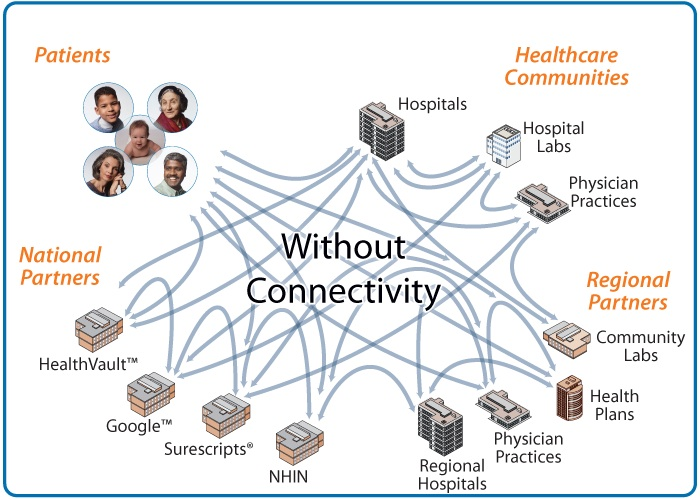 Patients
Healthcare
Communities
Hospitals
Hospital
Labs
Physician
Practices
National
Partners
Without
Connectivity
Regional
Partners
HealthVault™
Community
Labs
Google™
Health
Plans
Surescripts®
NHIN
Regional
Hospitals
Physician
Practices